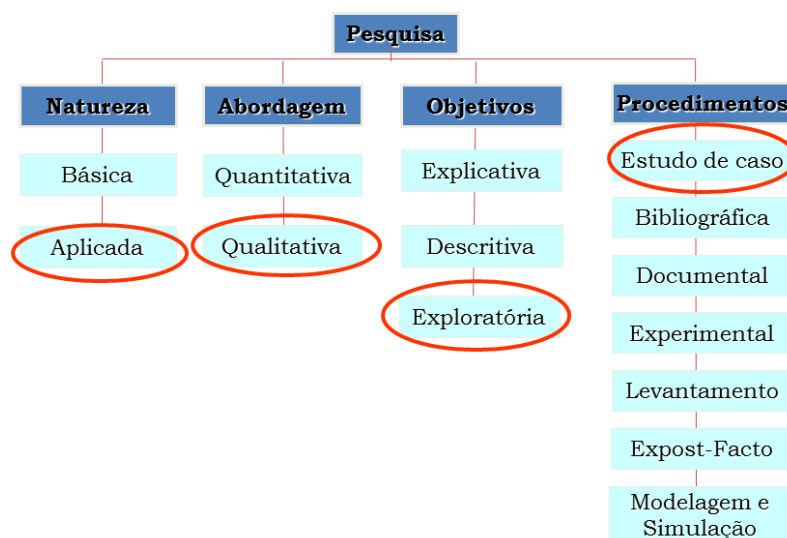 Pesquisa
Natureza
Abordagem
Objetivos
Procedimentos
Básica
Quantitativa
Explicativa
Estudo de caso
Aplicada
Qualitativa
Descritiva
Bibliográfica
Exploratória
Documental
Experimental
Levantamento
Expost-Facto
Modelagem e
Simulação